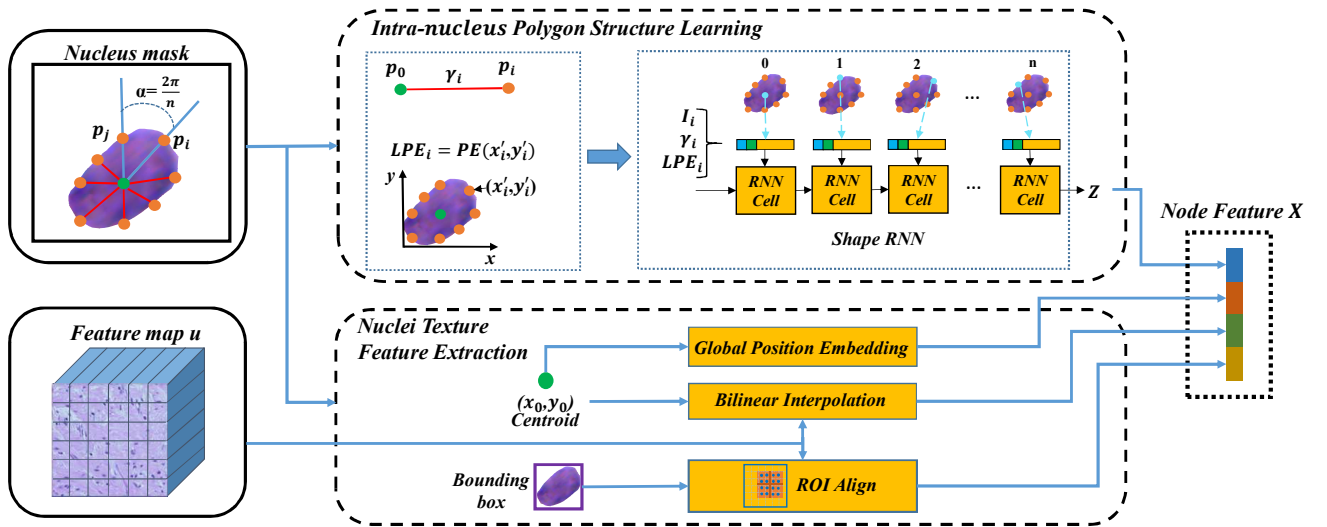 Nucleus mask
α=2π/n
p_j
p_i
Intra-nucleus Polygon Structure Learning
p_0
γ_i
p_i
LPE_i = PE(x'_i,y'_i)
y
(x'_i,y'_i)
x
0
1
2
n
...
I_i
γ_i
LPE_i
RNN Cell
RNN Cell
RNN Cell
...
RNN Cell
Z
Shape RNN
Node Feature X
Feature map u
Nuclei Texture
Feature Extraction
Global Position Embedding
(x_0,y_0)
Centroid
Bilinear Interpolation
Bounding
box
ROI Align